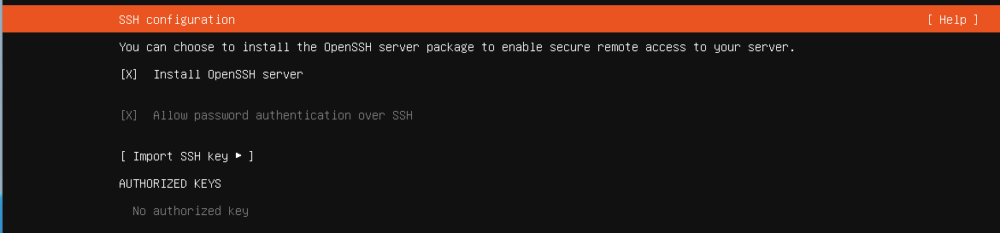 SSH configuration [ Help ]
You can choose to install the OpenSSH server package to enable secure remote access to your server.
[X] Install OpenSSH server
[X] Allow password authentication over SSH
[ Import SSH key ▸ ]
AUTHORIZED KEYS
No authorized key